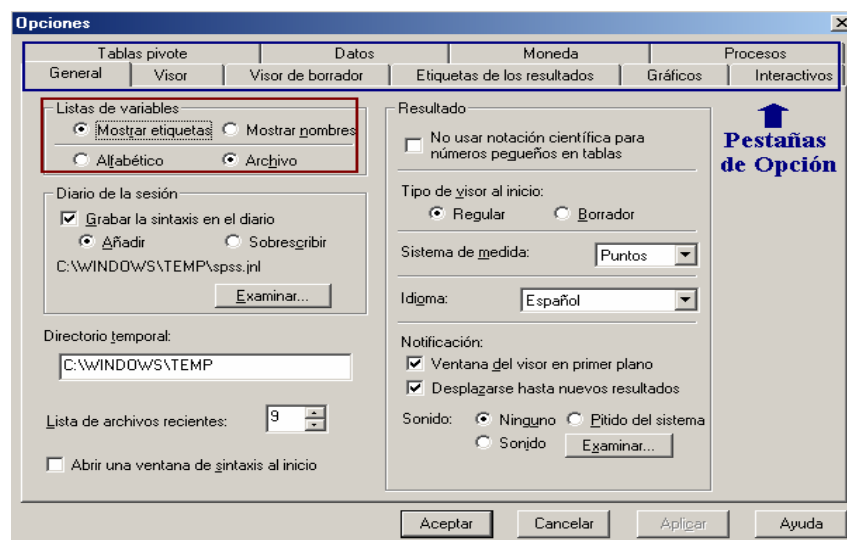 Opciones
Tablas pivote Datos Moneda Procesos
General Visor Visor de borrador Etiquetas de los resultados Gráficos Interactivos
Listas de variables
Mostrar etiquetas Mostrar nombres
Alfabético Archivo
Diario de la sesión
Grabar la sintaxis en el diario
Añadir Sobrescribir
C:\WINDOWS\TEMP\spss.jnl
Examinar...
Directorio temporal:
C:\WINDOWS\TEMP
Lista de archivos recientes: 9
Abrir una ventana de sintaxis al inicio
Resultado
No usar notación científica para
números pequeños en tablas
Tipo de visor al inicio:
Regular Borrador
Sistema de medida: Puntos
Idioma: Español
Notificación:
Ventana del visor en primer plano
Desplazarse hasta nuevos resultados
Sonido: Ninguno Pitido del sistema
Sonido Examinar...
Pestañas
de Opción
Aceptar Cancelar Aplicar Ayuda